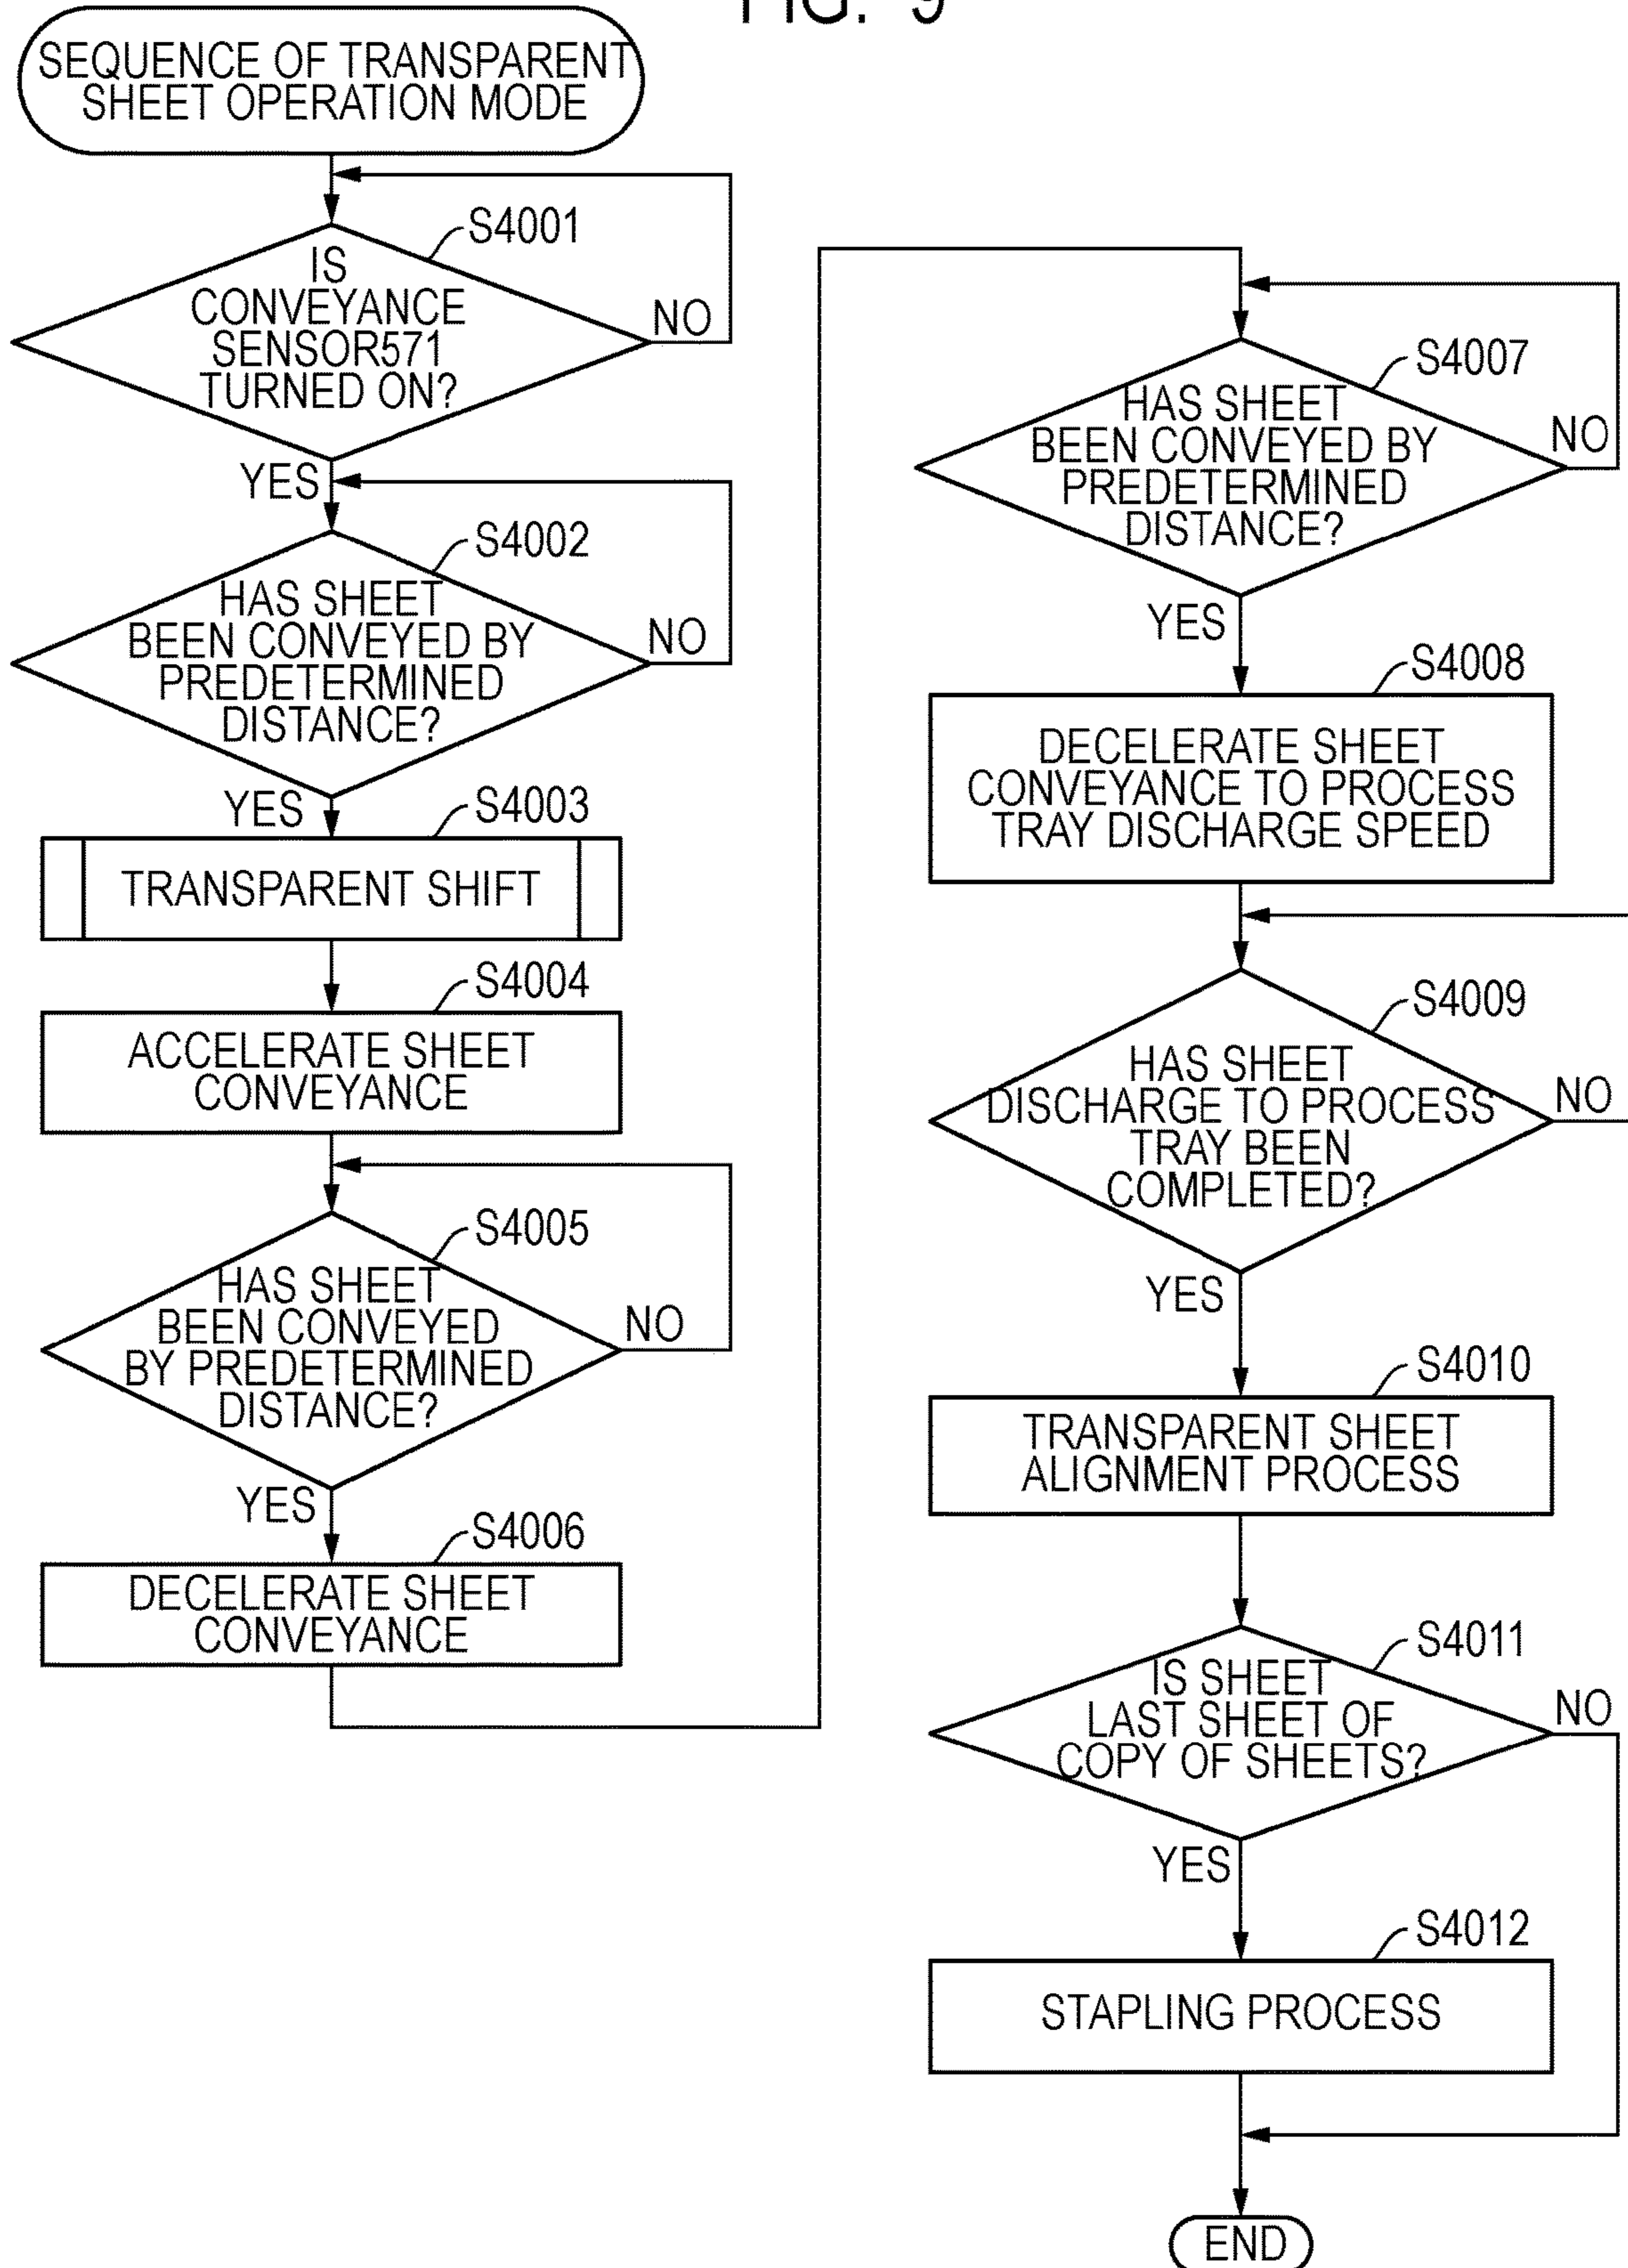 FIG. 9
SEQUENCE OF TRANSPARENT
SHEET OPERATION MODE
S4001
IS
CONVEYANCE
SENSOR571
TURNED ON?
NO
YES
S4002
HAS SHEET
BEEN CONVEYED BY
PREDETERMINED
DISTANCE?
NO
YES
S4003
TRANSPARENT SHIFT
S4004
ACCELERATE SHEET
CONVEYANCE
S4005
HAS SHEET
BEEN CONVEYED
BY PREDETERMINED
DISTANCE?
NO
YES
S4006
DECELERATE SHEET
CONVEYANCE
S4007
HAS SHEET
BEEN CONVEYED BY
PREDETERMINED
DISTANCE?
NO
YES
S4008
DECELERATE SHEET
CONVEYANCE TO PROCESS
TRAY DISCHARGE SPEED
S4009
HAS SHEET
DISCHARGE TO PROCESS
TRAY BEEN
COMPLETED?
NO
YES
S4010
TRANSPARENT SHEET
ALIGNMENT PROCESS
S4011
IS SHEET
LAST SHEET OF
COPY OF SHEETS?
NO
YES
S4012
STAPLING PROCESS
END